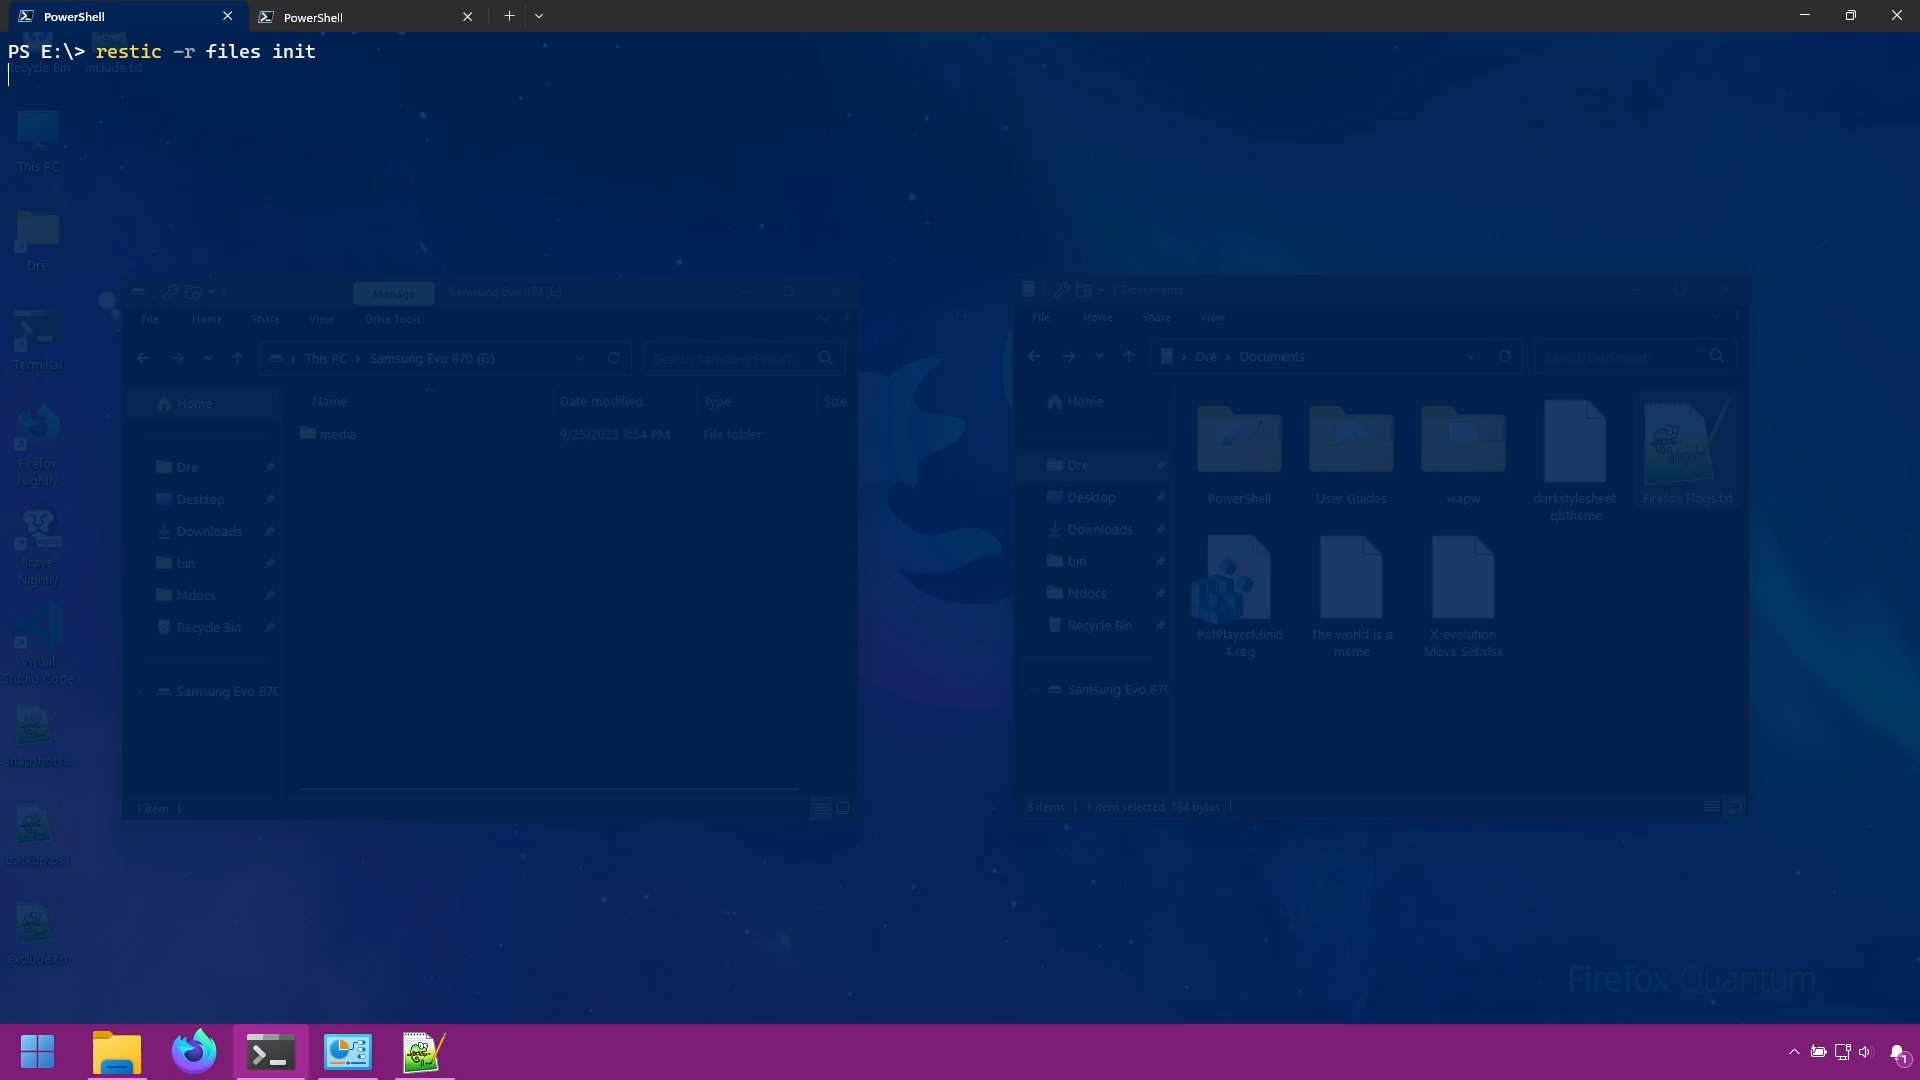 PowerShell
PowerShell
PS E:\> restic -r files init
Recycle Bin
include.txt
This PC
Dre
Terminal
Firefox
Nightly
Brave
Nightly
Visual
Studio Code
snapshots...
backup.ps1
exclude.txt
Manage
Samsung Evo 870 (E:)
File
Home
Share
View
Drive Tools
This PC
Samsung Evo 870 (E:)
Search Samsung Evo 87...
Home
Dre
Desktop
Downloads
bin
htdocs
Recycle Bin
Samsung Evo 870
Name
Date modified
Type
Size
media
9/25/2023 8:54 PM
File folder
1 item
Documents
File
Home
Share
View
Dre
Documents
Search Documents
Home
Dre
Desktop
Downloads
bin
htdocs
Recycle Bin
Samsung Evo 870
PowerShell
User Guides
wapw
darkstylesheet
qbtheme
Firefox Flags.txt
PotPlayerMini6
4.reg
The world is a
meme
X-evolution
Move Set.xlsx
8 items
1 item selected 184 bytes
Firefox Quantum
1